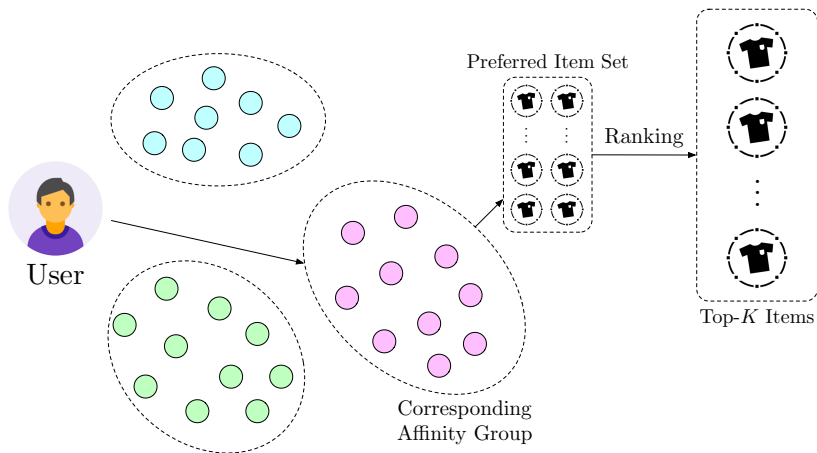 Preferred Item Set
Ranking
User
Top-K Items
Corresponding
Affinity Group